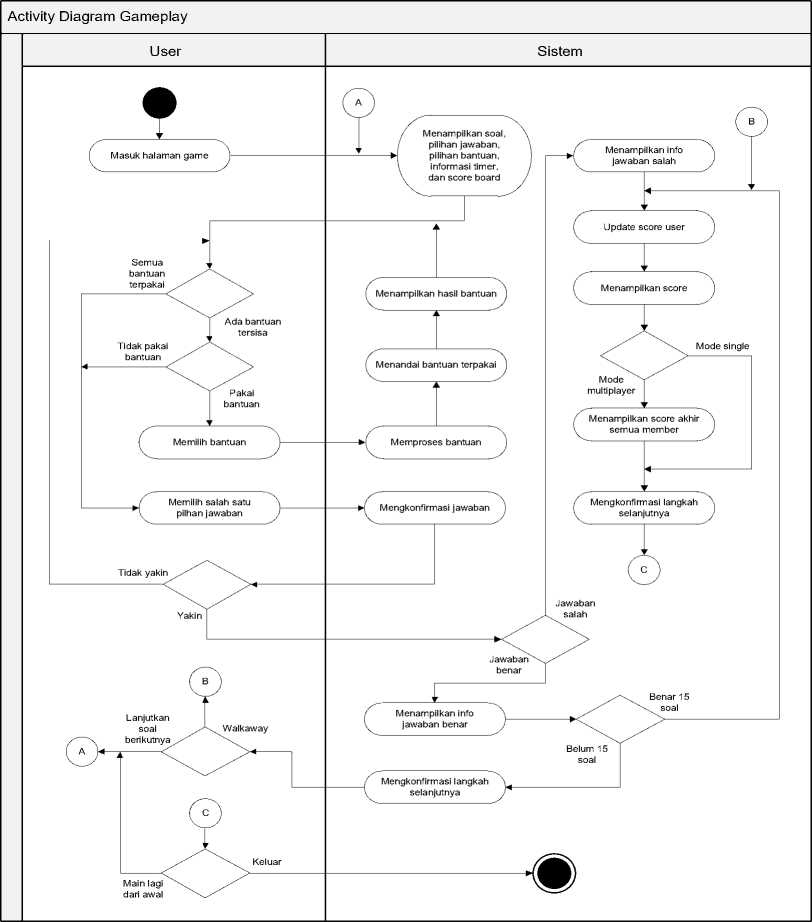 Activity Diagram Gameplay
User
Sistem
A
B
Masuk halaman game
Menampilkan soal,
pilihan jawaban,
pilihan bantuan,
informasi timer,
dan score board
Menampilkan info
jawaban salah
Update score user
Semua
bantuan
terpakai
Menampilkan hasil bantuan
Menampilkan score
Ada bantuan
tersisa
Tidak pakai
bantuan
Menandai bantuan terpakai
Mode single
Mode
multiplayer
Pakai
bantuan
Memilih bantuan
Memproses bantuan
Menampilkan score akhir
semua member
Memilih salah satu
pilhan jawaban
Mengkonfirmasi jawaban
Mengkonfirmasi langkah
selanjutnya
C
Tidak yakin
Yakin
Jawaban
salah
Jawaban
benar
B
Lanjutkan
soal
berikutnya
Walkaway
A
Menampilkan info
jawaban benar
Benar 15
soal
Belum 15
soal
Mengkonfirmasi langkah
selanjutnya
C
Keluar
Main lagi
dari awal